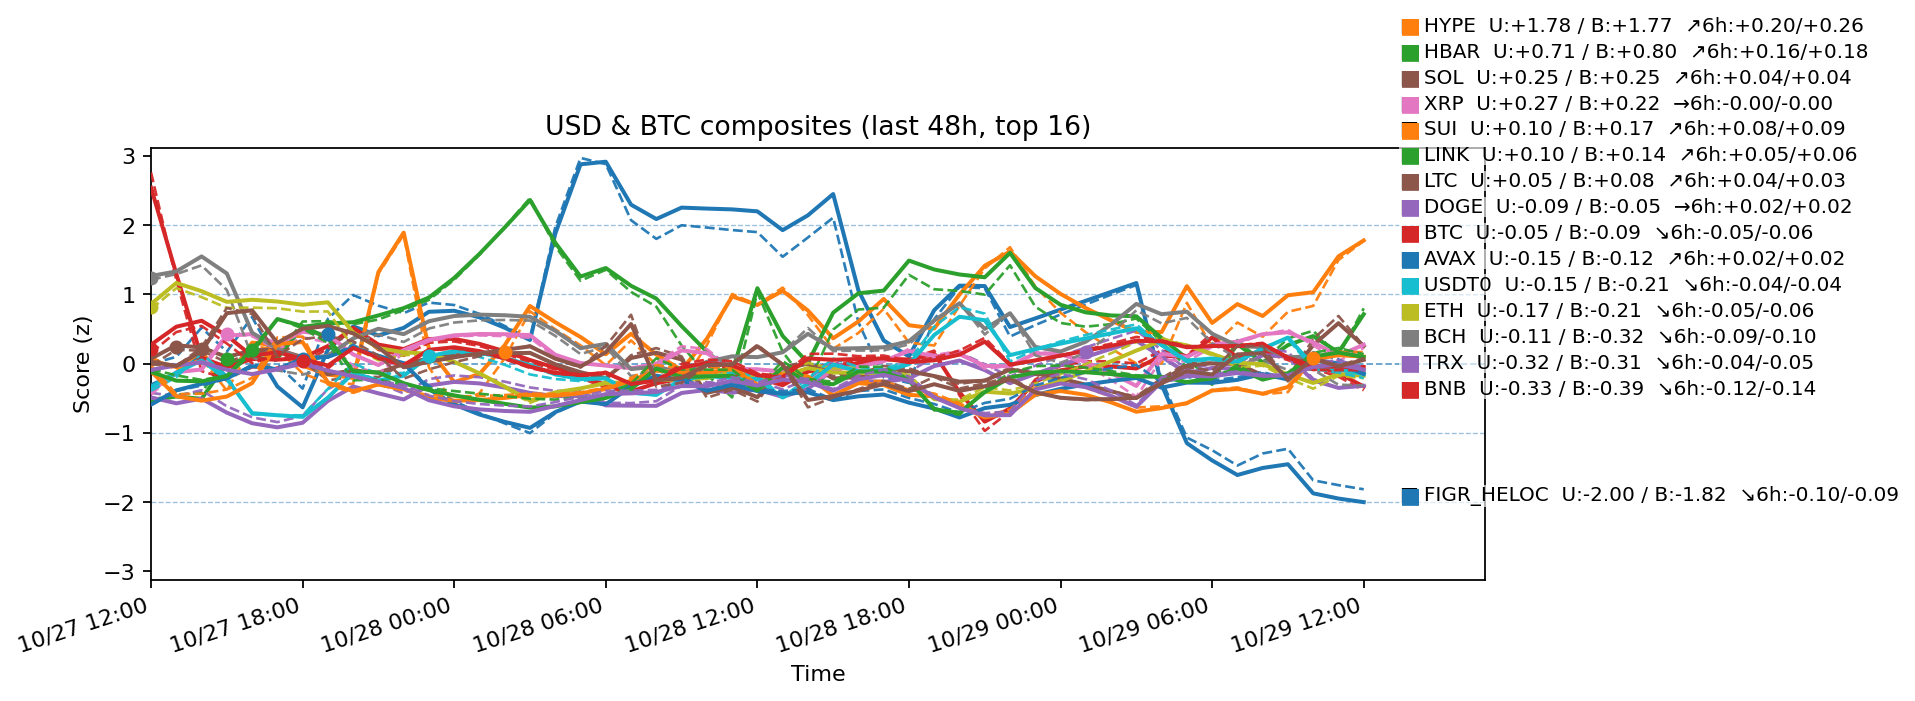 HYPE  U:+1.78 / B:+1.77  ↗6h:+0.20/+0.26
HBAR  U:+0.71 / B:+0.80  ↗6h:+0.16/+0.18
SOL  U:+0.25 / B:+0.25  ↗6h:+0.04/+0.04
XRP  U:+0.27 / B:+0.22  →6h:-0.00/-0.00
USD & BTC composites (last 48h, top 16)
SUI  U:+0.10 / B:+0.17  ↗6h:+0.08/+0.09
LINK  U:+0.10 / B:+0.14  ↗6h:+0.05/+0.06
LTC  U:+0.05 / B:+0.08  ↗6h:+0.04/+0.03
DOGE  U:-0.09 / B:-0.05  →6h:+0.02/+0.02
BTC  U:-0.05 / B:-0.09  ↘6h:-0.05/-0.06
AVAX  U:-0.15 / B:-0.12  ↗6h:+0.02/+0.02
USDT0  U:-0.15 / B:-0.21  ↘6h:-0.04/-0.04
ETH  U:-0.17 / B:-0.21  ↘6h:-0.05/-0.06
BCH  U:-0.11 / B:-0.32  ↘6h:-0.09/-0.10
TRX  U:-0.32 / B:-0.31  ↘6h:-0.04/-0.05
BNB  U:-0.33 / B:-0.39  ↘6h:-0.12/-0.14
FIGR_HELOC  U:-2.00 / B:-1.82  ↘6h:-0.10/-0.09
Score (z)
3
2
1
0
−1
−2
−3
10/27 12:00
10/27 18:00
10/28 00:00
10/28 06:00
10/28 12:00
10/28 18:00
10/29 00:00
10/29 06:00
10/29 12:00
Time